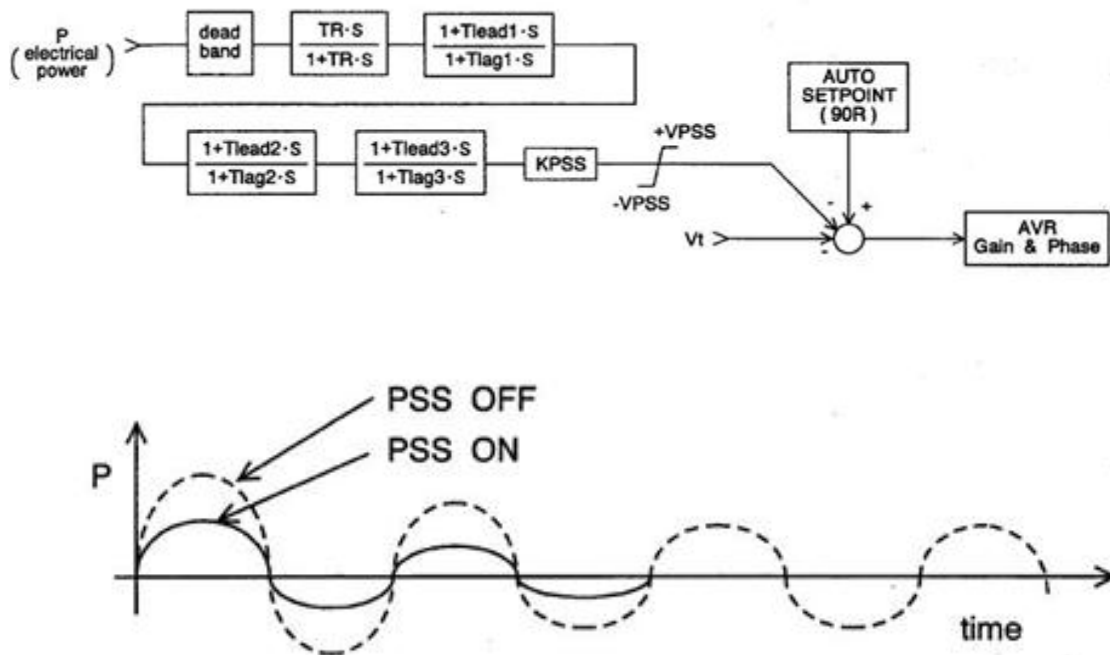 P
( electrical )
power
dead
band
TR·S
1+TR·S
1+Tlead1·S
1+Tlag1·S
AUTO
SETPOINT
( 90R )
1+Tlead2·S
1+Tlag2·S
1+Tlead3·S
1+Tlag3·S
KPSS
+VPSS
-VPSS
-
+
Vt
-
AVR
Gain & Phase
PSS OFF
PSS ON
P
time